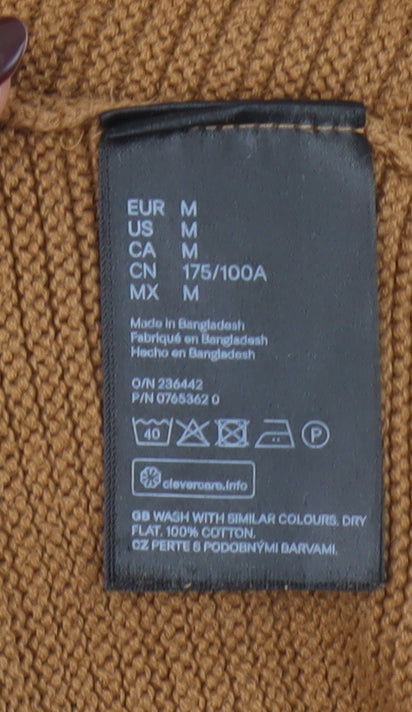 EUR M
US M
CA M
CN 175/100A
MX M
Made in Bangladesh
Fabriqué en Bangladesh
Hecho en Bangladesh
O/N 236442
P/N 0765362 0
40 P
clevercare.info
GB WASH WITH SIMILAR COLOURS. DRY
FLAT. 100% COTTON.
CZ PERTE S PODOBNÝMI BARVAMI.